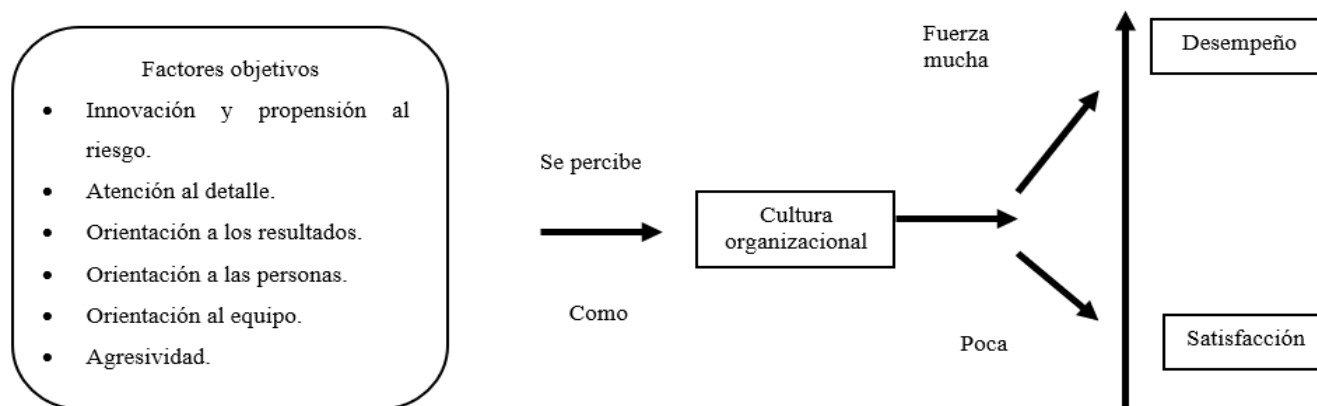 Factores objetivos
• Innovación y propensión al
riesgo.
• Atención al detalle.
• Orientación a los resultados.
• Orientación a las personas.
• Orientación al equipo.
• Agresividad.
Se percibe
Como
Cultura
organizacional
Fuerza
mucha
Poca
Desempeño
Satisfacción